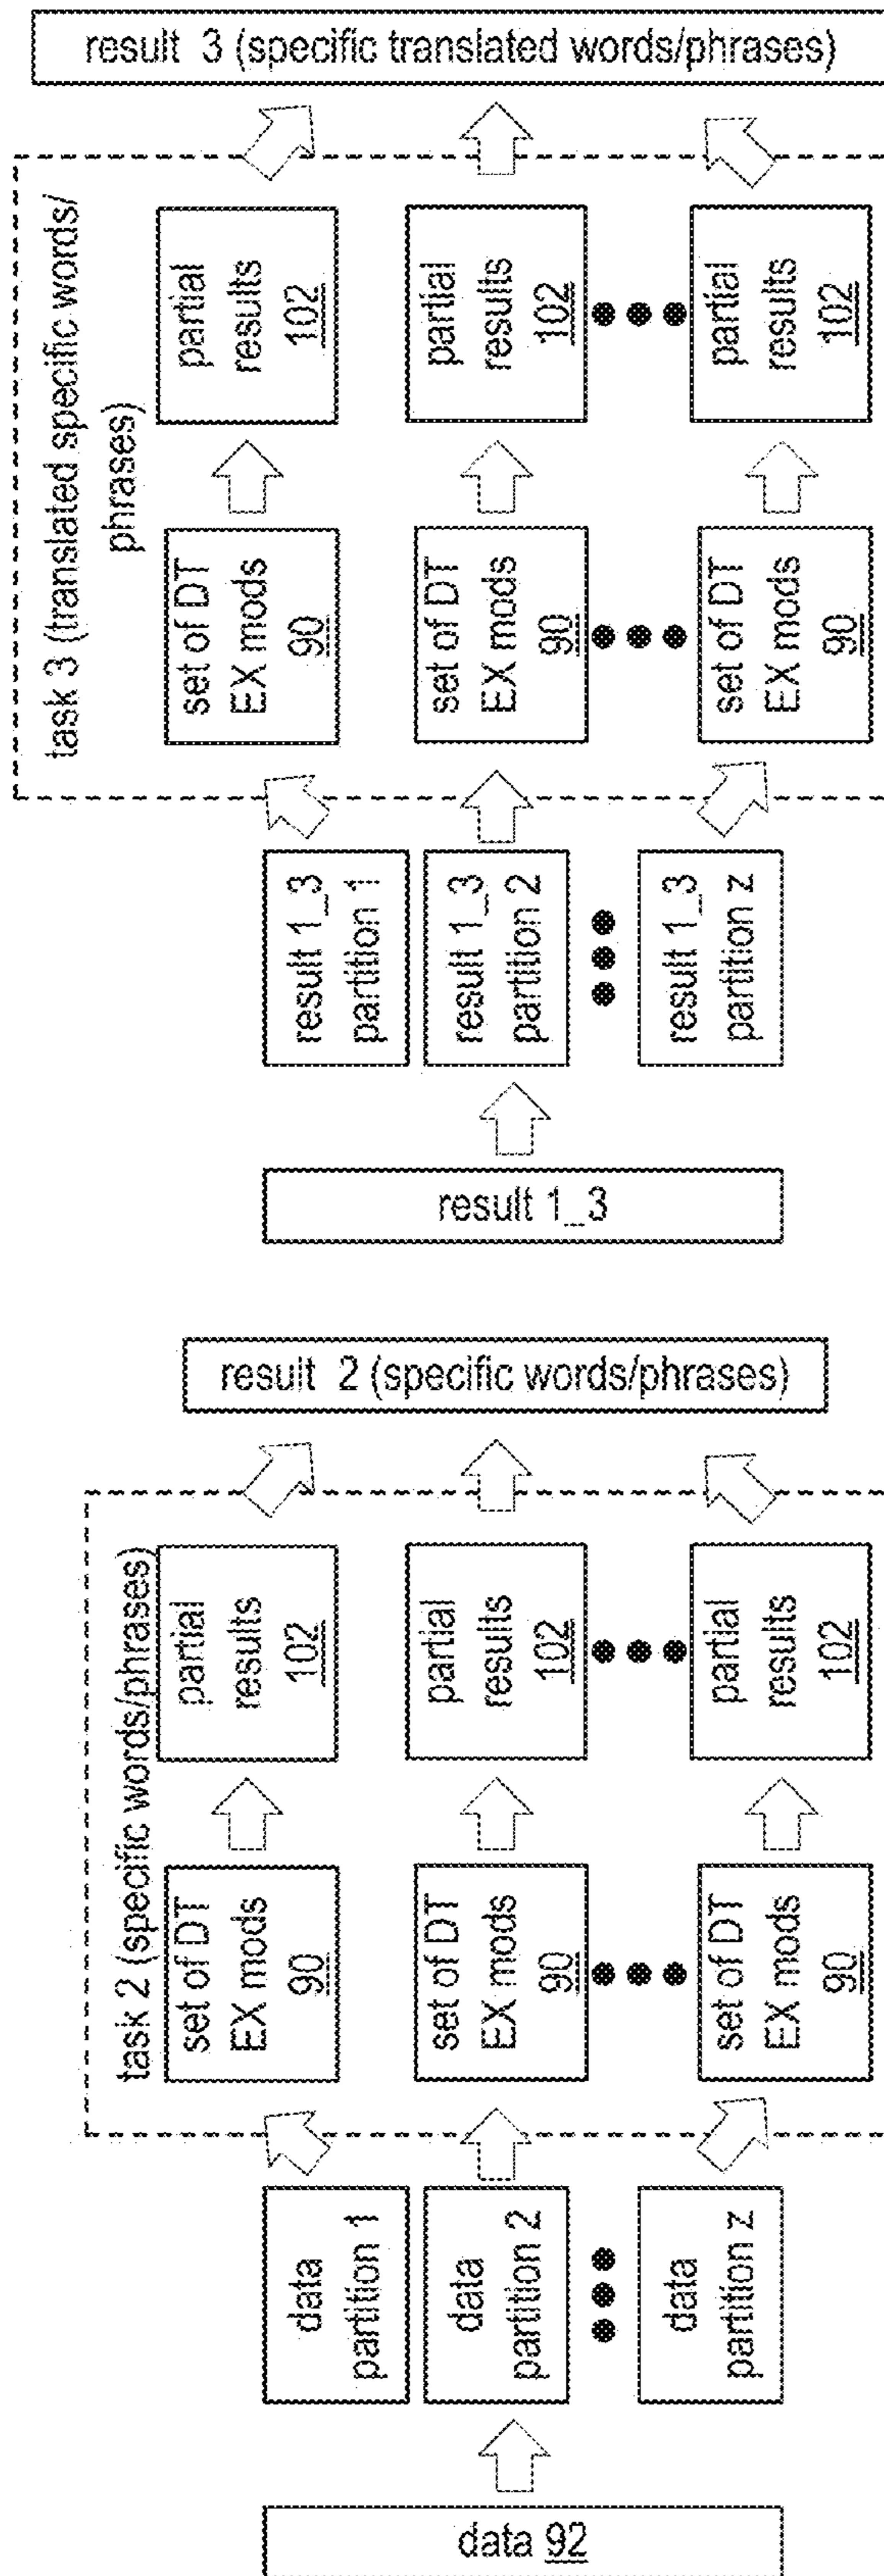 data 92
data
partition 1
data
partition 2
data
partition z
task 2 (specific words/phrases)
set of DT
EX mods
90
set of DT
EX mods
90
set of DT
EX mods
90
partial
results
102
partial
results
102
partial
results
102
result 2 (specific words/phrases)
result 1_3
result 1_3
partition 1
result 1_3
partition 2
result 1_3
partition z
task 3 (translated specific words/
phrases)
set of DT
EX mods
90
set of DT
EX mods
90
set of DT
EX mods
90
partial
results
102
partial
results
102
partial
results
102
result 3 (specific translated words/phrases)